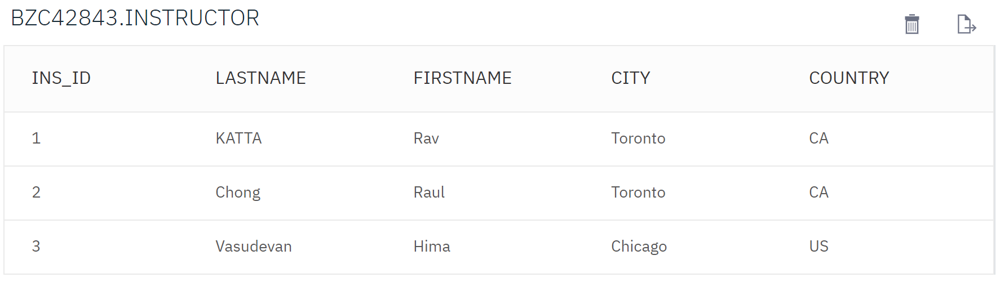 BZC42843.INSTRUCTOR
INS_ID LASTNAME FIRSTNAME CITY COUNTRY
1 KATTA Rav Toronto CA
2 Chong Raul Toronto CA
3 Vasudevan Hima Chicago US